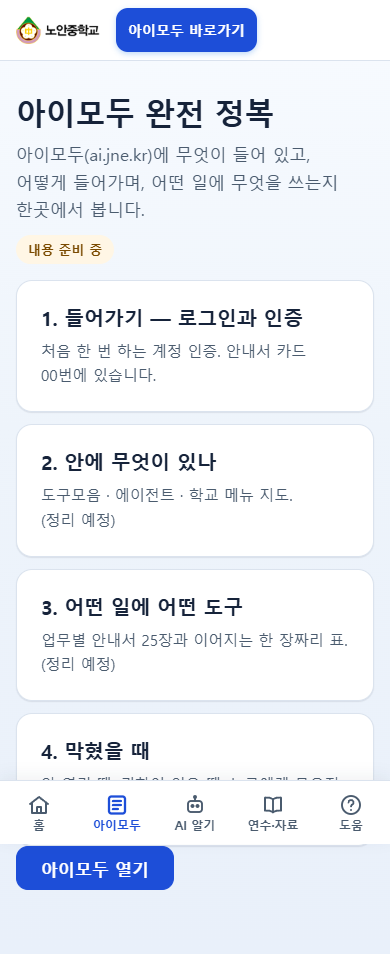 노안중학교
아이모두 바로가기
아이모두 완전 정복
아이모두(ai.jne.kr)에 무엇이 들어 있고,
어떻게 들어가며, 어떤 일에 무엇을 쓰는지
한곳에서 봅니다.
내용 준비 중
1. 들어가기 — 로그인과 인증
처음 한 번 하는 계정 인증. 안내서 카드
00번에 있습니다.
2. 안에 무엇이 있나
도구모음 · 에이전트 · 학교 메뉴 지도.
(정리 예정)
3. 어떤 일에 어떤 도구
업무별 안내서 25장과 이어지는 한 장짜리 표.
(정리 예정)
4. 막혔을 때
홈
아이모두
AI 알기
연수·자료
도움
아이모두 열기